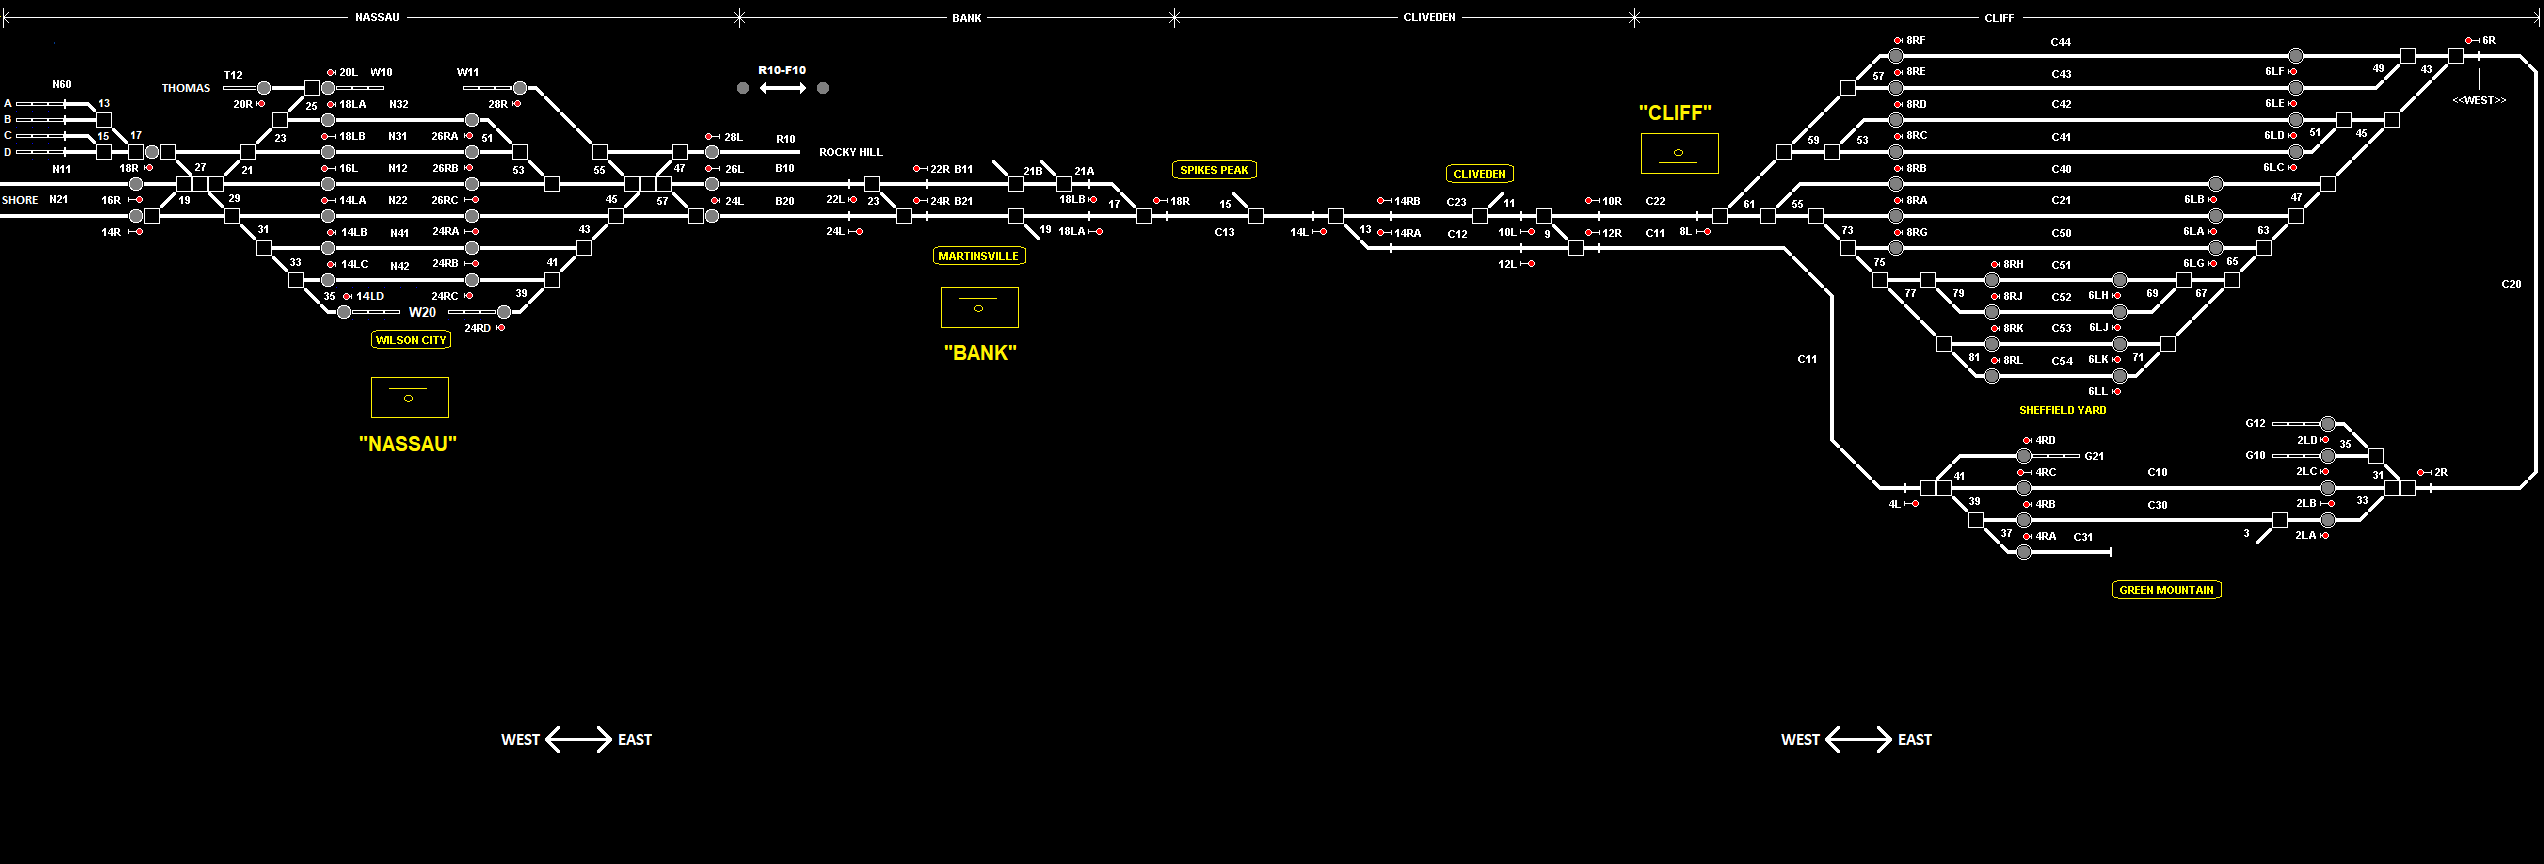 NASSAU BANK CLIVEDEN CLIFF
8RF C44 6R
T12 20L W10 W11 R10-F10 57 8RE C43 6LF 49 43
N60 THOMAS
A 13 20R 25 18LA N32 28R 8RD C42 6LE <<WEST>>
B "CLIFF"
C 15 17 23 18LB N31 26RA 51 28L R10 59 53 8RC C41 6LD 51 45
D ROCKY HILL
N11 18R 27 21 16L N12 26RB 53 55 47 26L B10 22R B11 21B 21A SPIKES PEAK CLIVEDEN 8RB C40 6LC
SHORE N21 16R 19 29 14LA N22 26RC 45 57 24L B20 22L 23 24R B21 18LB 17 18R 15 14RB C23 11 10R C22 61 55 8RA C21 6LB 47
14R 31 14LB N41 24RA 43 24L 19 18LA C13 14L 13 14RA C12 10L 9 12R C11 8L 73 8RG C50 6LA 63
MARTINSVILLE
33 14LC N42 24RB 41 12L 75 8RH C51 6LG 65
35 14LD 24RC 39 77 79 8RJ C52 6LH 69 67 C20
W20
24RD 8RK C53 6LJ
WILSON CITY
"BANK" C11 81 8RL C54 6LK 71
6LL
SHEFFIELD YARD
G12
"NASSAU" 4RD 2LD 35
G21 G10
41 4RC C10 2LC 31 2R
4L 39 4RB C30 2LB 33
37 4RA C31 3 2LA
GREEN MOUNTAIN
WEST EAST WEST EAST